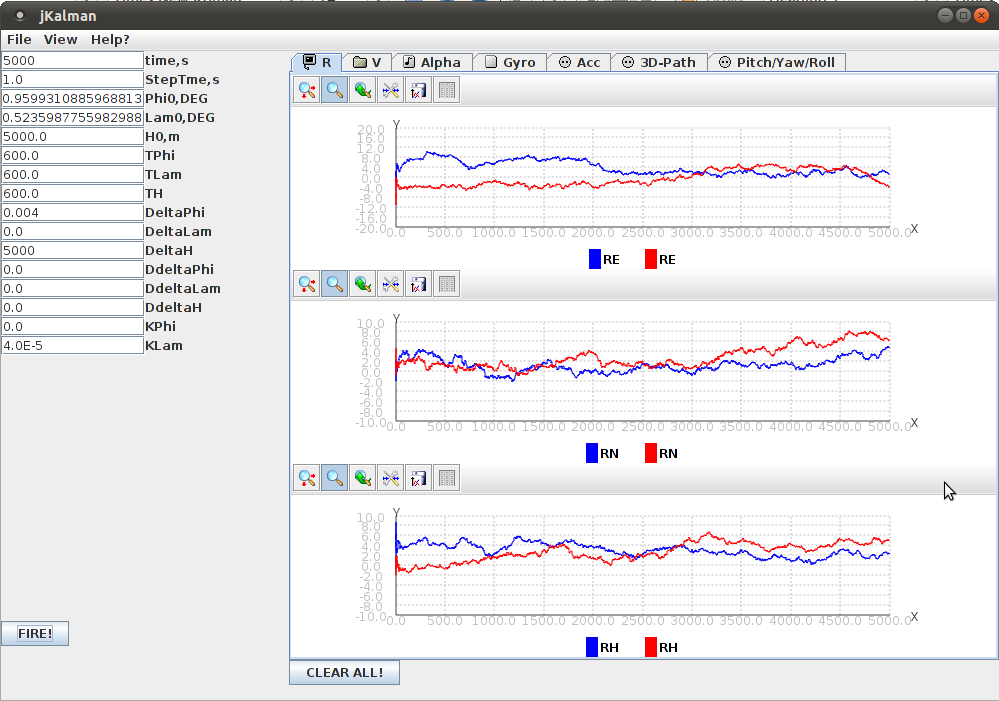 jKalman
File View Help?
5000 time,s
1.0 StepTme,s
0.9599310885968813 Phi0,DEG
0.5235987755982988 Lam0,DEG
5000.0 H0,m
600.0 TPhi
600.0 TLam
600.0 TH
0.004 DeltaPhi
0.0 DeltaLam
5000 DeltaH
0.0 DdeltaPhi
0.0 DdeltaLam
0.0 DdeltaH
0.0 KPhi
4.0E-5 KLam
FIRE!
R V Alpha Gyro Acc 3D-Path Pitch/Yaw/Roll
Y
20.0
16.0
12.0
8.0
4.0
0.0
-4.0
-8.0
-12.0
-16.0
-20.0
0.0 500.0 1000.0 1500.0 2000.0 2500.0 3000.0 3500.0 4000.0 4500.0 5000.0 X
RE RE
Y
10.0
8.0
6.0
4.0
2.0
0.0
-2.0
-4.0
-6.0
-8.0
-10.0
0.0 500.0 1000.0 1500.0 2000.0 2500.0 3000.0 3500.0 4000.0 4500.0 5000.0 X
RN RN
Y
10.0
8.0
6.0
4.0
2.0
0.0
-2.0
-4.0
-6.0
-8.0
-10.0
0.0 500.0 1000.0 1500.0 2000.0 2500.0 3000.0 3500.0 4000.0 4500.0 5000.0 X
RH RH
CLEAR ALL!